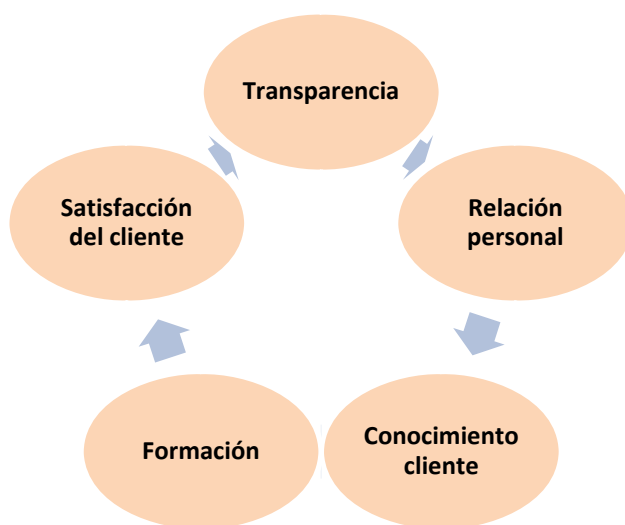 Transparencia
Relación
personal
Conocimiento
cliente
Formación
Satisfacción
del cliente